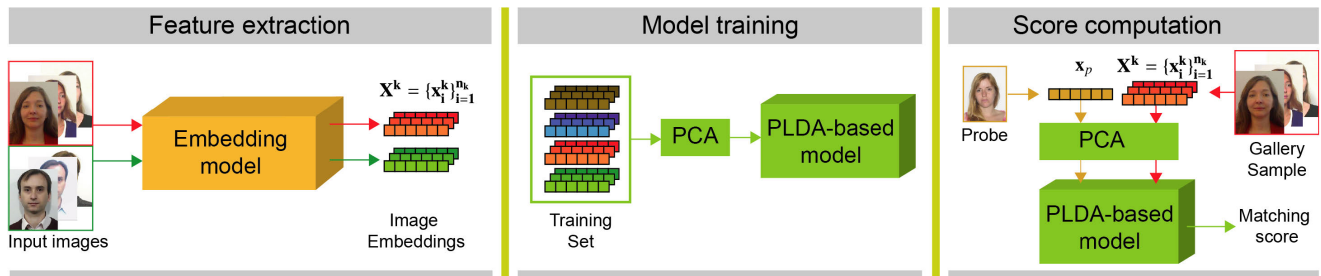 Feature extraction
Model training
Score computation
X^k = {x_i^k}_{i=1}^{n_k}
Embedding
model
Input images
Image
Embeddings
PCA
PLDA-based
model
Training
Set
x_p
X^k = {x_i^k}_{i=1}^{n_k}
Probe
PCA
Gallery
Sample
PLDA-based
model
Matching
score